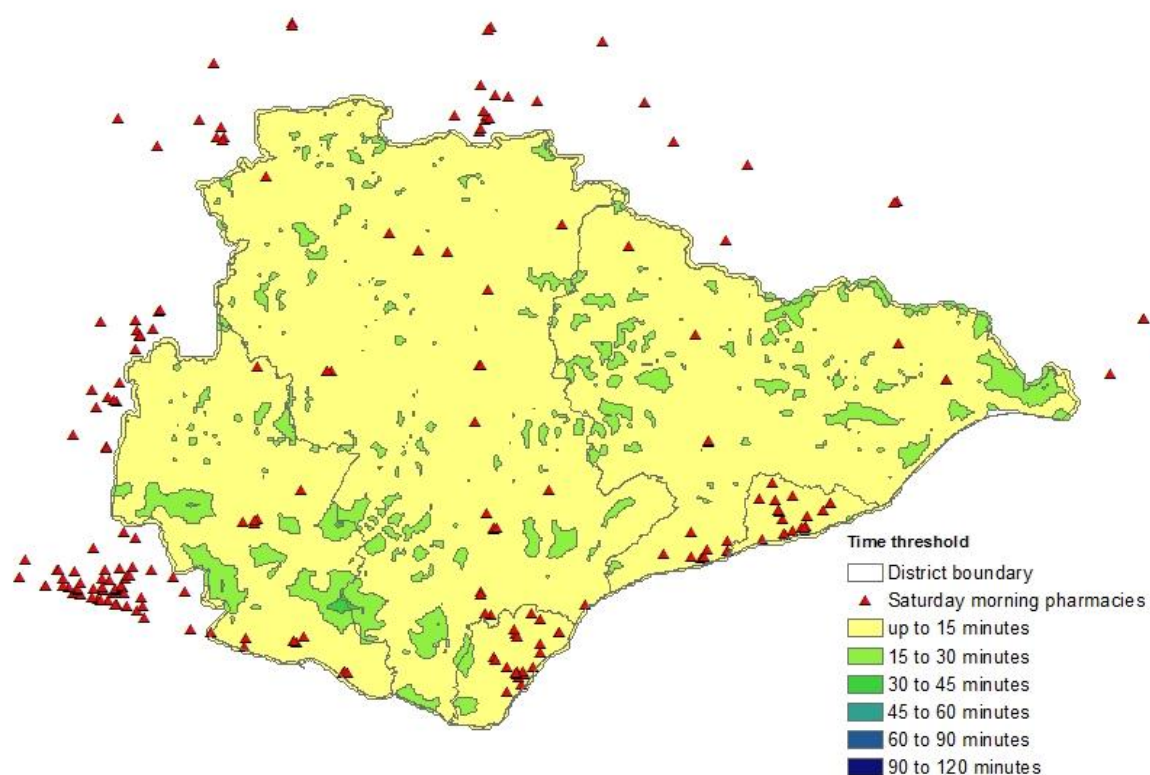 Time threshold
District boundary
Saturday morning pharmacies
up to 15 minutes
15 to 30 minutes
30 to 45 minutes
45 to 60 minutes
60 to 90 minutes
90 to 120 minutes